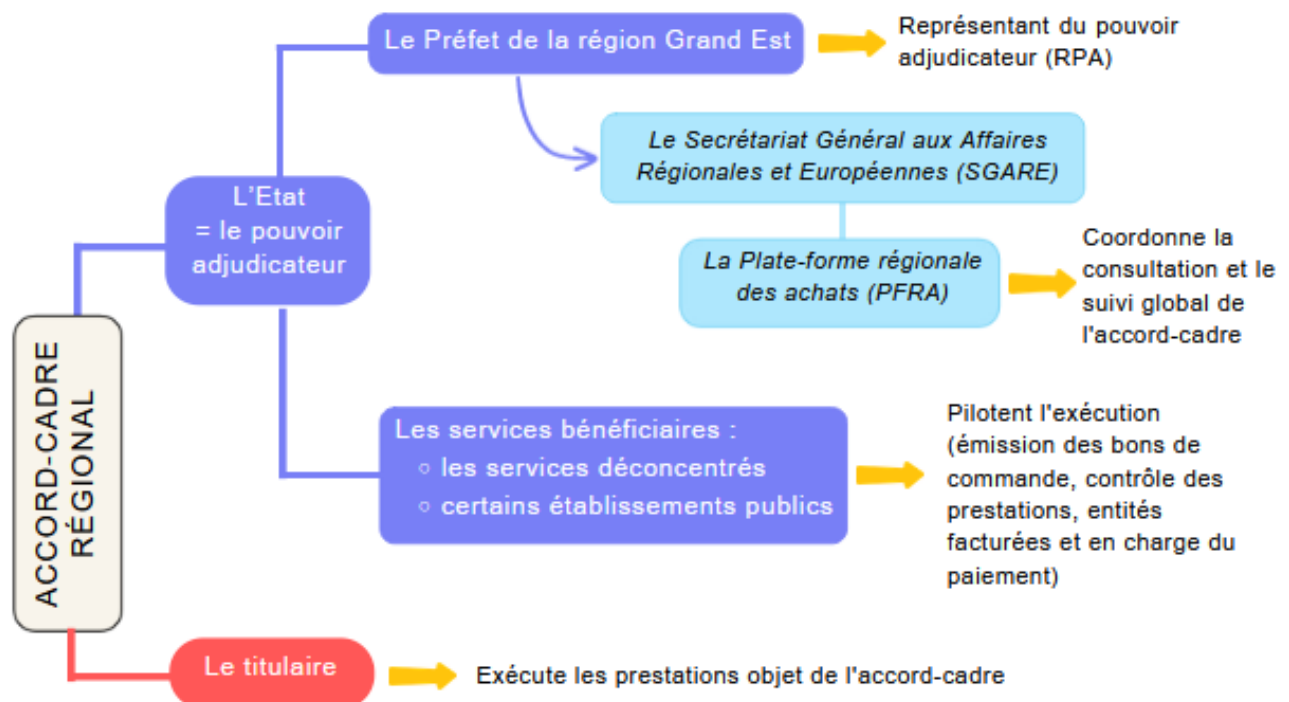 ACCORD-CADRE
RÉGIONAL
L'Etat
= le pouvoir
adjudicateur
Le Préfet de la région Grand Est
Représentant du pouvoir
adjudicateur (RPA)
Le Secrétariat Général aux Affaires
Régionales et Européennes (SGARE)
La Plate-forme régionale
des achats (PFRA)
Coordonne la
consultation et le
suivi global de
l'accord-cadre
Les services bénéficiaires :
○ les services déconcentrés
○ certains établissements publics
Pilotent l'exécution
(émission des bons de
commande, contrôle des
prestations, entités
facturées et en charge du
paiement)
Le titulaire
Exécute les prestations objet de l'accord-cadre